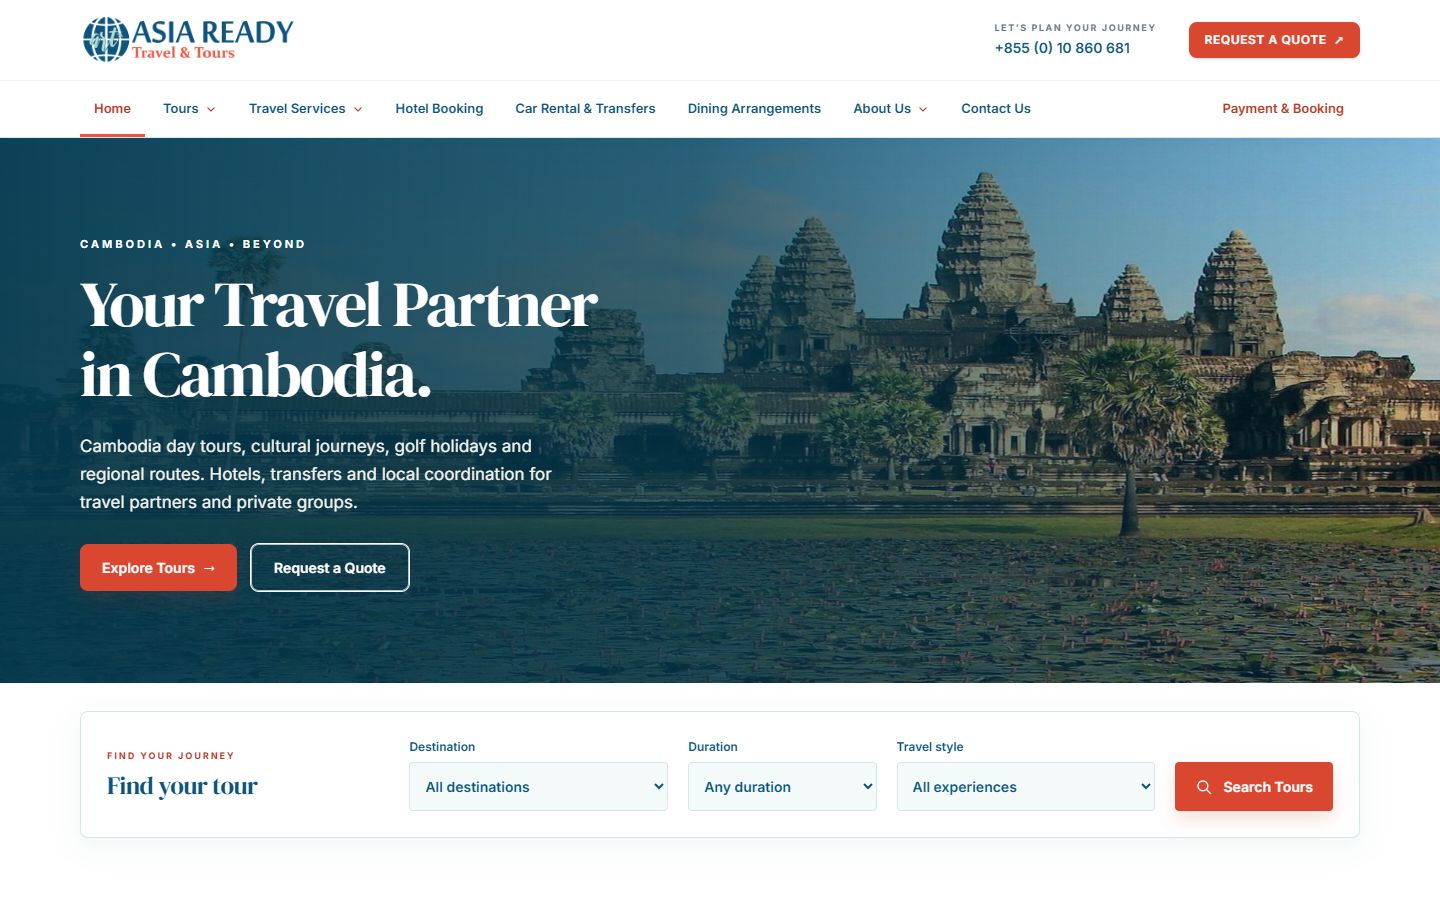 ASIA READY
Travel & Tours
LET'S PLAN YOUR JOURNEY
+855 (0) 10 860 681
REQUEST A QUOTE ↗
Home
Tours
Travel Services
Hotel Booking
Car Rental & Transfers
Dining Arrangements
About Us
Contact Us
Payment & Booking
CAMBODIA • ASIA • BEYOND
Your Travel Partner
in Cambodia.
Cambodia day tours, cultural journeys, golf holidays and
regional routes. Hotels, transfers and local coordination for
travel partners and private groups.
Explore Tours →
Request a Quote
FIND YOUR JOURNEY
Find your tour
Destination
All destinations
Duration
Any duration
Travel style
All experiences
Search Tours